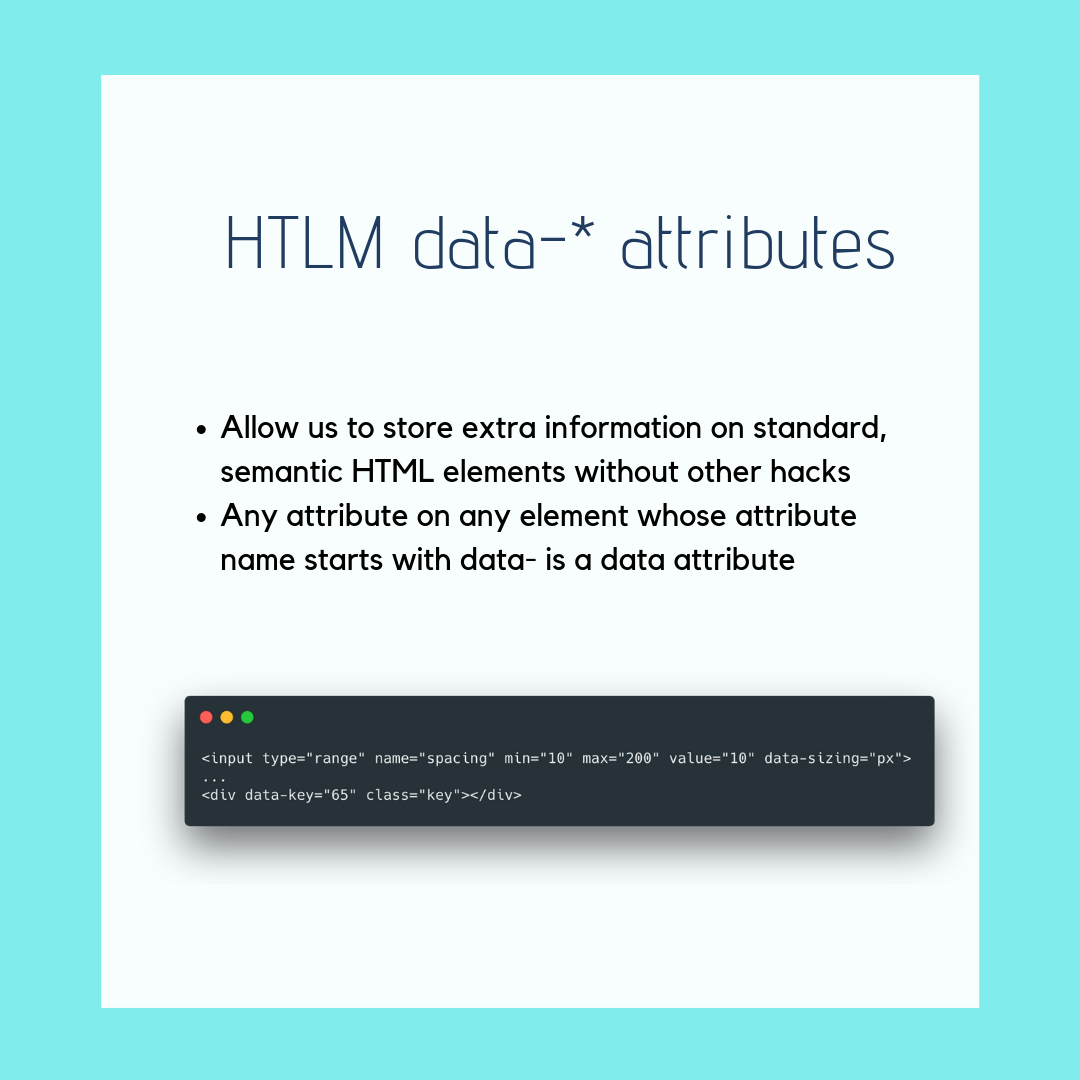 HTLM data-* attributes
• Allow us to store extra information on standard,
semantic HTML elements without other hacks
• Any attribute on any element whose attribute
name starts with data- is a data attribute
<input type="range" name="spacing" min="10" max="200" value="10" data-sizing="px">
...
<div data-key="65" class="key"></div>